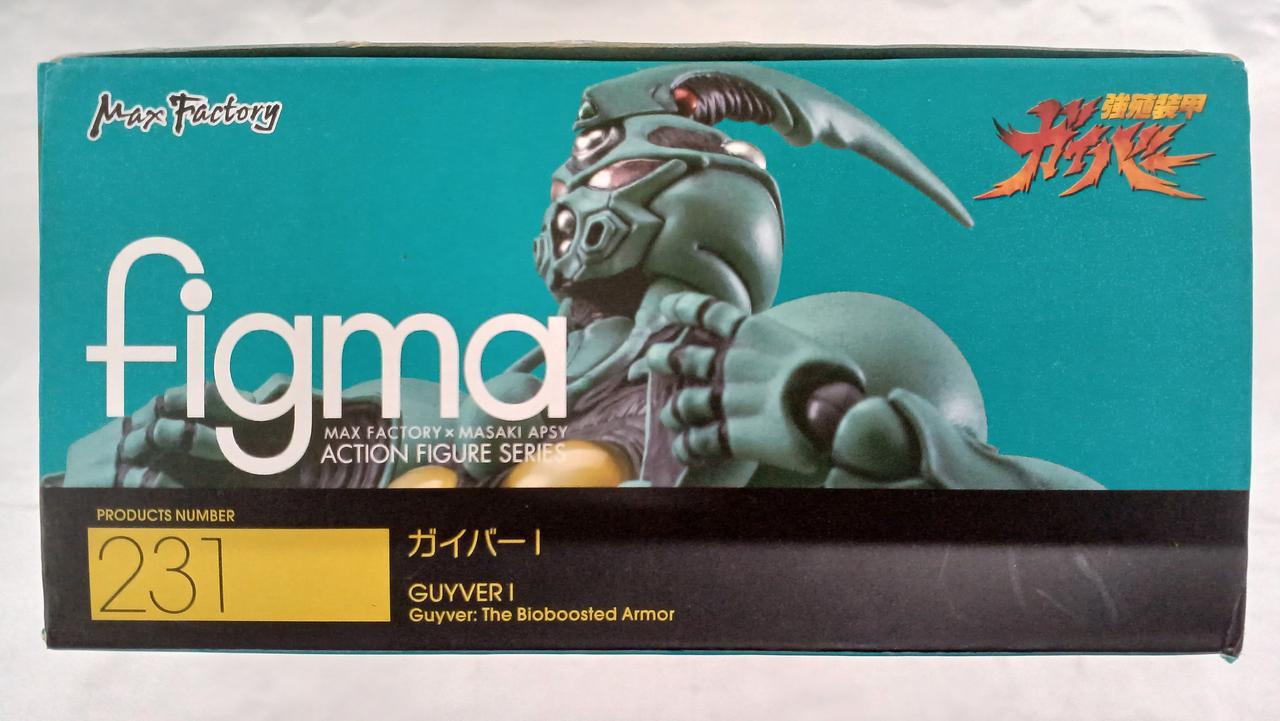 Max Factory
強殖装甲
ガイバー
figma
MAX FACTORY × MASAKI APSY
ACTION FIGURE SERIES
PRODUCTS NUMBER
231
ガイバーI
GUYVER I
Guyver: The Bioboosted Armor